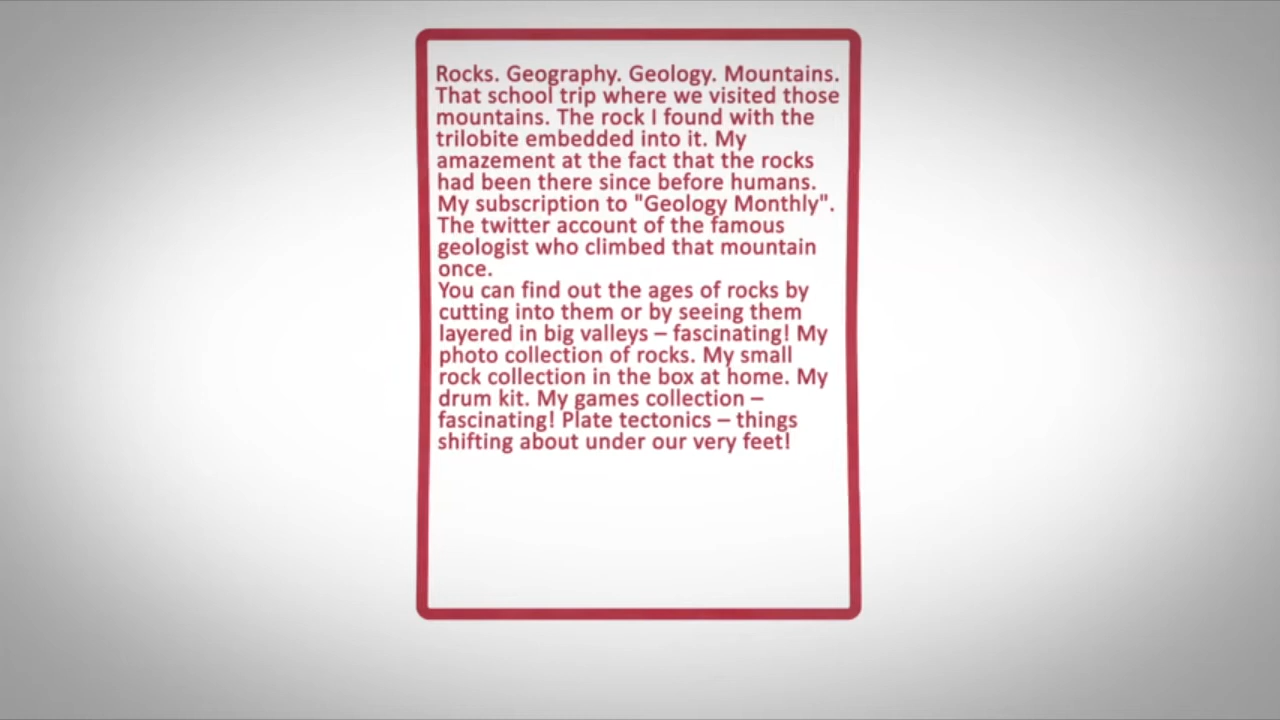 Rocks. Geography. Geology. Mountains.
That school trip where we visited those
mountains. The rock I found with the
trilobite embedded into it. My
amazement at the fact that the rocks
had been there since before humans.
My subscription to "Geology Monthly".
The twitter account of the famous
geologist who climbed that mountain
once.
You can find out the ages of rocks by
cutting into them or by seeing them
layered in big valleys – fascinating! My
photo collection of rocks. My small
rock collection in the box at home. My
drum kit. My games collection –
fascinating! Plate tectonics – things
shifting about under our very feet!